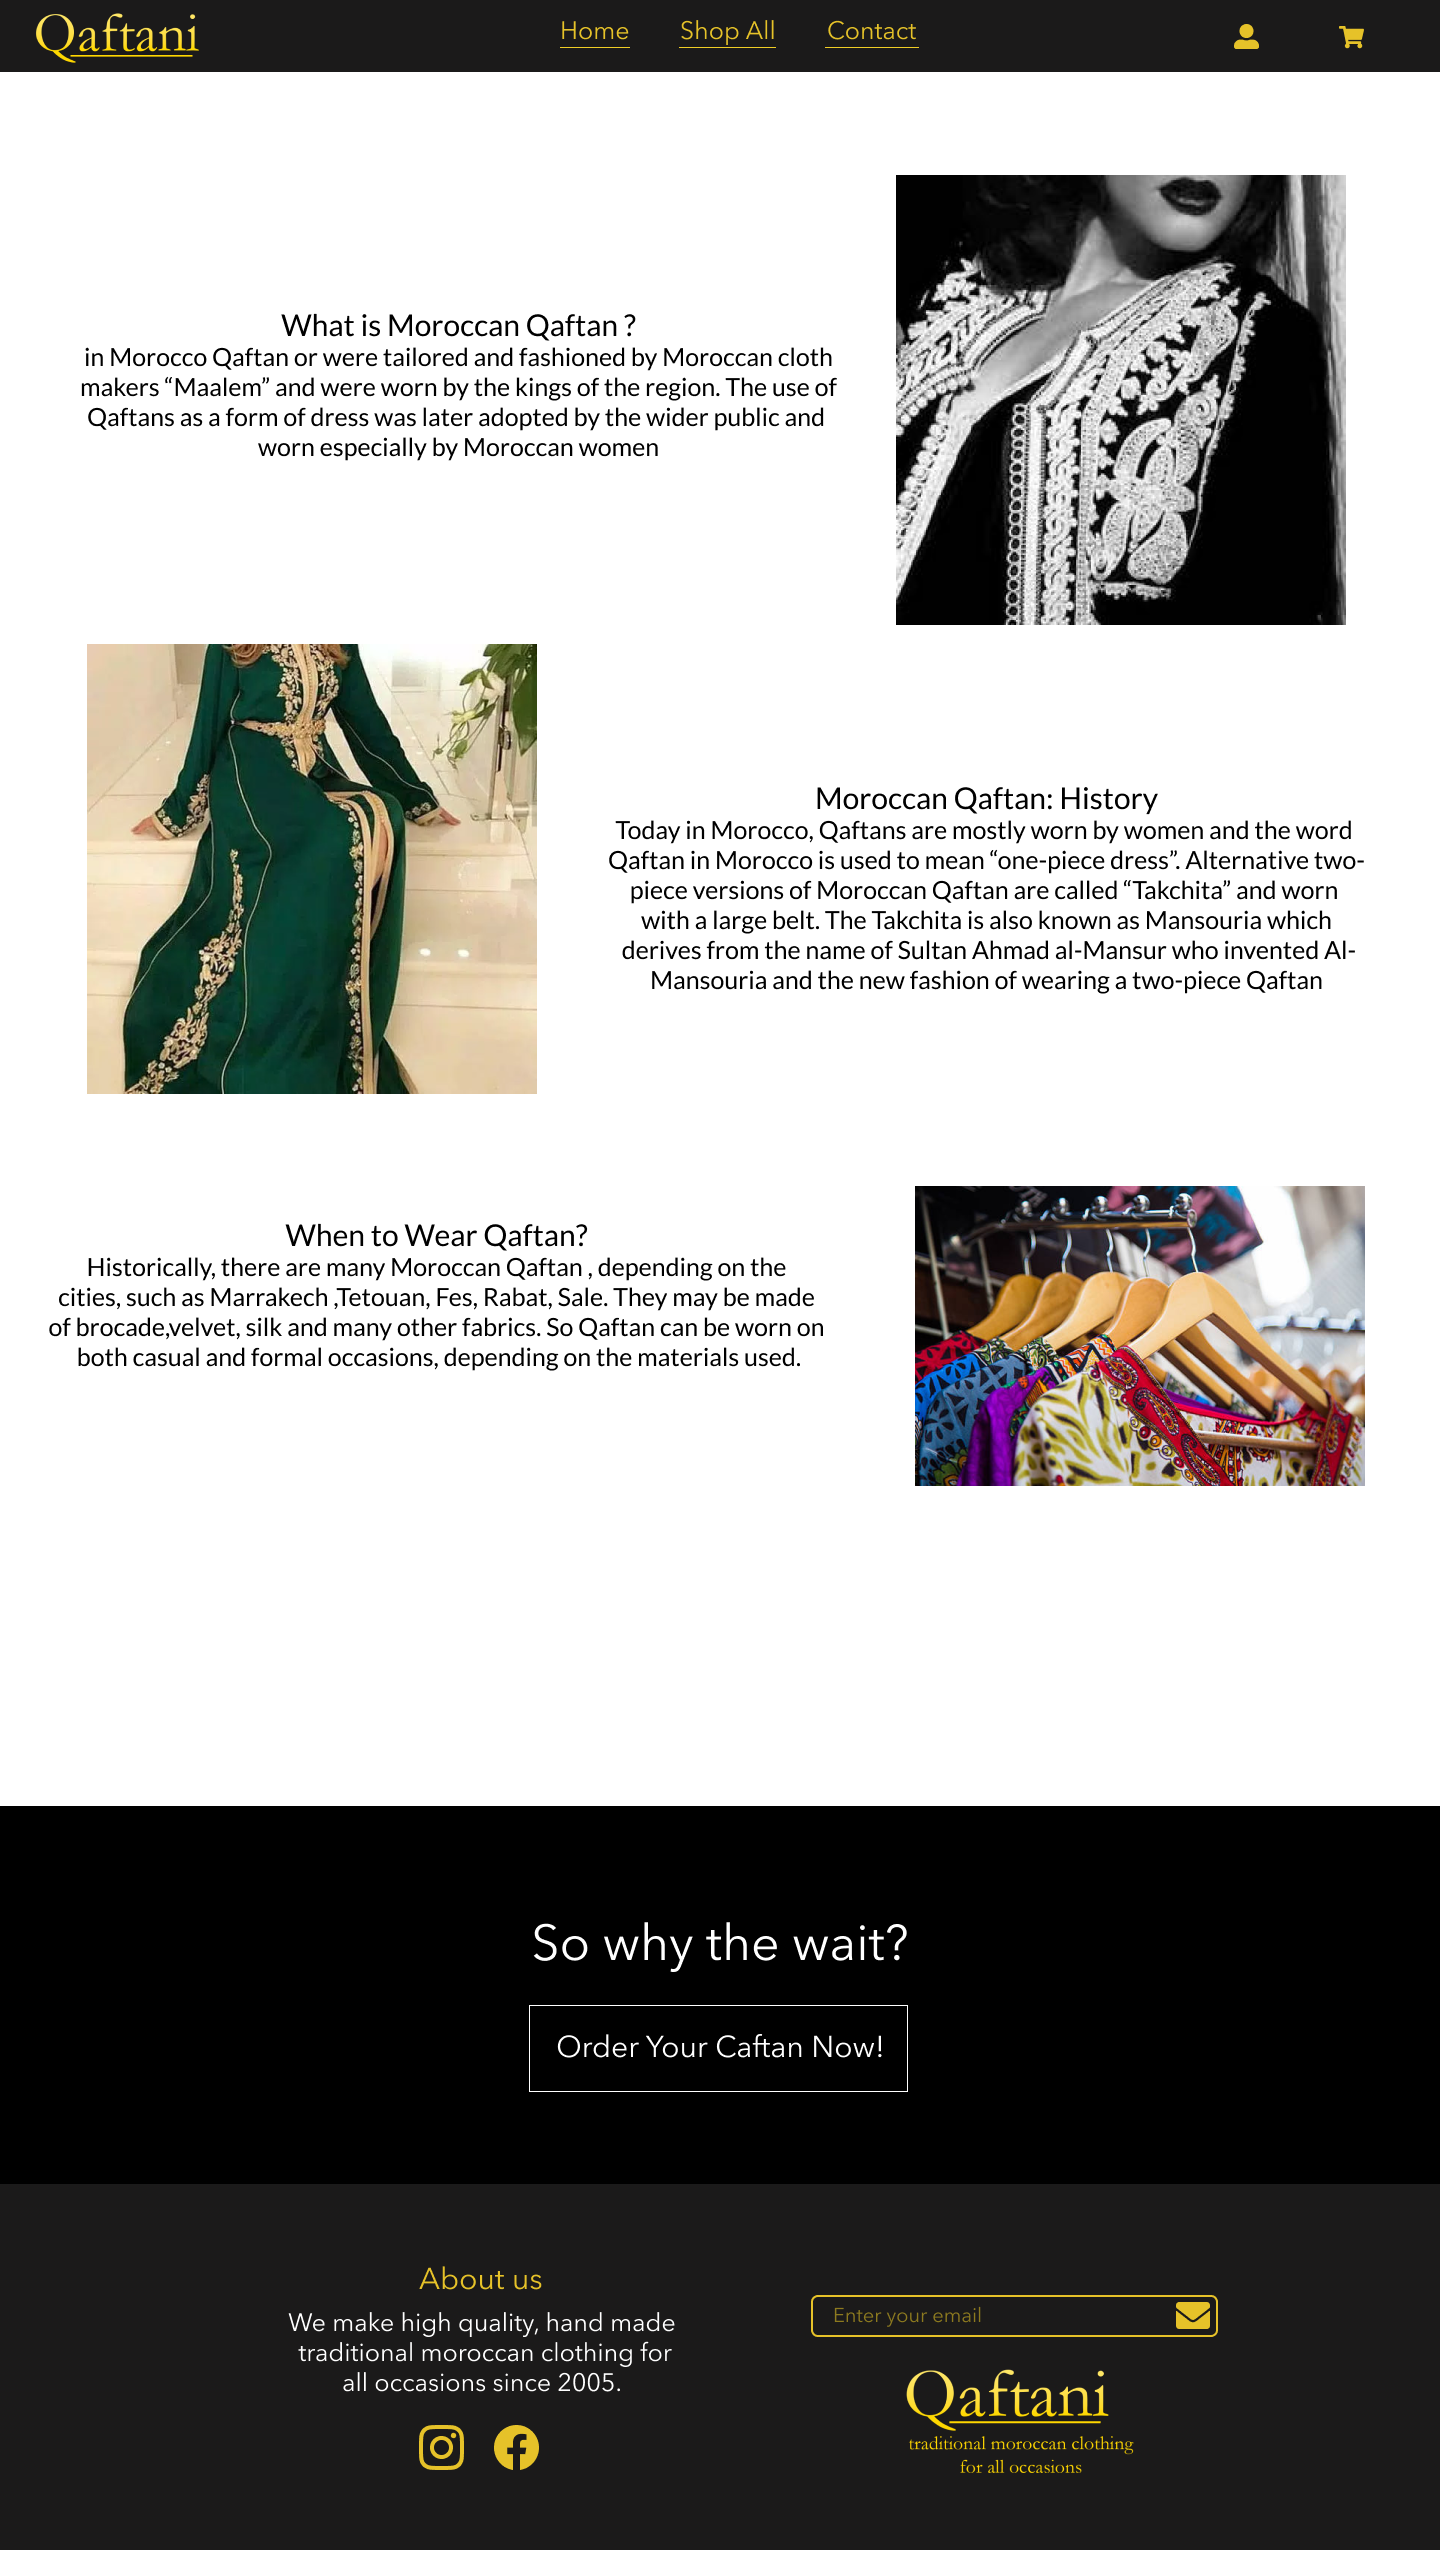 Qaftani
Home
Shop All
Contact
What is Moroccan Qaftan ?
in Morocco Qaftan or were tailored and fashioned by Moroccan cloth
makers “Maalem” and were worn by the kings of the region. The use of
Qaftans as a form of dress was later adopted by the wider public and
worn especially by Moroccan women
Moroccan Qaftan: History
Today in Morocco, Qaftans are mostly worn by women and the word
Qaftan in Morocco is used to mean “one-piece dress”. Alternative two-
piece versions of Moroccan Qaftan are called “Takchita” and worn
with a large belt. The Takchita is also known as Mansouria which
derives from the name of Sultan Ahmad al-Mansur who invented Al-
Mansouria and the new fashion of wearing a two-piece Qaftan
When to Wear Qaftan?
Historically, there are many Moroccan Qaftan , depending on the
cities, such as Marrakech ,Tetouan, Fes, Rabat, Sale. They may be made
of brocade,velvet, silk and many other fabrics. So Qaftan can be worn on
both casual and formal occasions, depending on the materials used.
So why the wait?
Order Your Caftan Now!
About us
We make high quality, hand made
traditional moroccan clothing for
all occasions since 2005.
Enter your email
Qaftani
traditional moroccan clothing
for all occasions